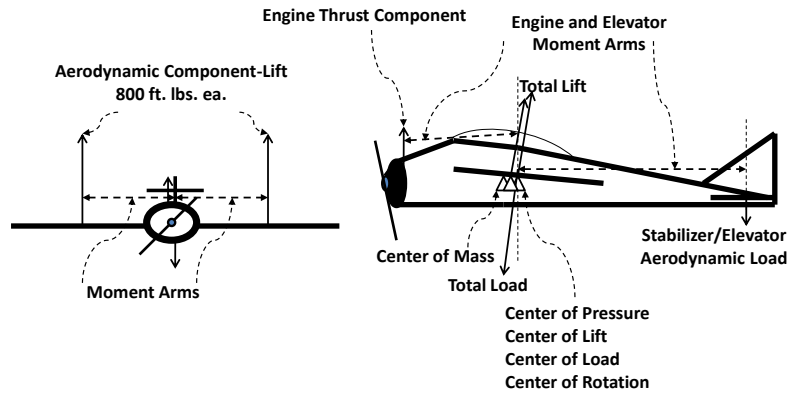 Engine Thrust Component
Engine and Elevator
Moment Arms
Aerodynamic Component-Lift
800 ft. lbs. ea.
Total Lift
Center of Mass
Total Load
Stabilizer/Elevator
Aerodynamic Load
Moment Arms
Center of Pressure
Center of Lift
Center of Load
Center of Rotation